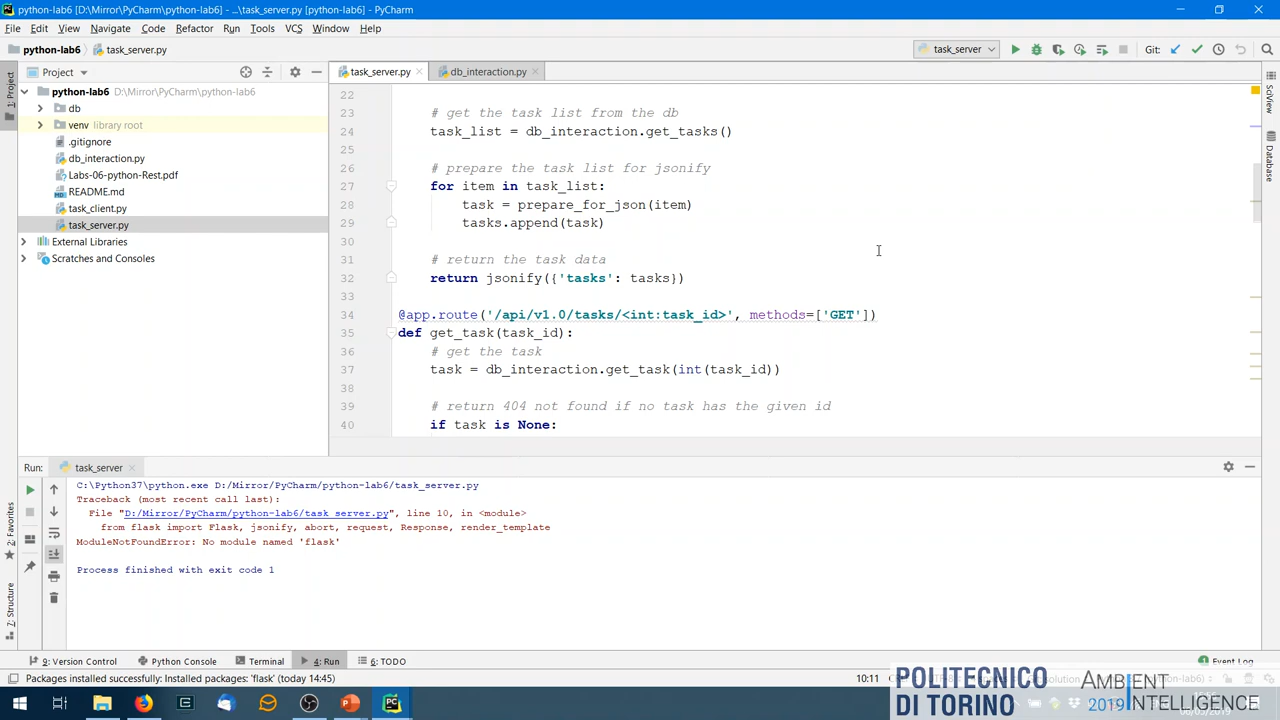 python-lab6 [D:\Mirror\PyCharm\python-lab6] - ...\task_server.py [python-lab6] - PyCharm
File Edit View Navigate Code Refactor Run Tools VCS Window Help
python-lab6 task_server.py
task_server Git:
Project
task_server.py
db_interaction.py
1: Project
python-lab6 D:\Mirror\PyCharm\python-lab6
db
venv library root
.gitignore
db_interaction.py
Labs-06-python-Rest.pdf
README.md
task_client.py
task_server.py
External Libraries
Scratches and Consoles
22
23 # get the task list from the db
24 task_list = db_interaction.get_tasks()
25
26 # prepare the task list for jsonify
27 for item in task_list:
28 task = prepare_for_json(item)
29 tasks.append(task)
30
31 # return the task data
32 return jsonify({'tasks': tasks})
33
34 @app.route('/api/v1.0/tasks/<int:task_id>', methods=['GET'])
35 def get_task(task_id):
36 # get the task
37 task = db_interaction.get_task(int(task_id))
38
39 # return 404 not found if no task has the given id
40 if task is None:
SciView
Database
Run: task_server
C:\Python37\python.exe D:/Mirror/PyCharm/python-lab6/task_server.py
Traceback (most recent call last):
File "D:/Mirror/PyCharm/python-lab6/task_server.py", line 10, in <module>
from flask import Flask, jsonify, abort, request, Response, render_template
ModuleNotFoundError: No module named 'flask'
Process finished with exit code 1
2: Favorites
7: Structure
9: Version Control Python Console Terminal 4: Run 6: TODO
1 Event Log
Packages installed successfully: Installed packages: 'flask' (today 14:45)
10:11
POLITECNICO
DI TORINO
AMBIENT
INTELLIGENCE
2019